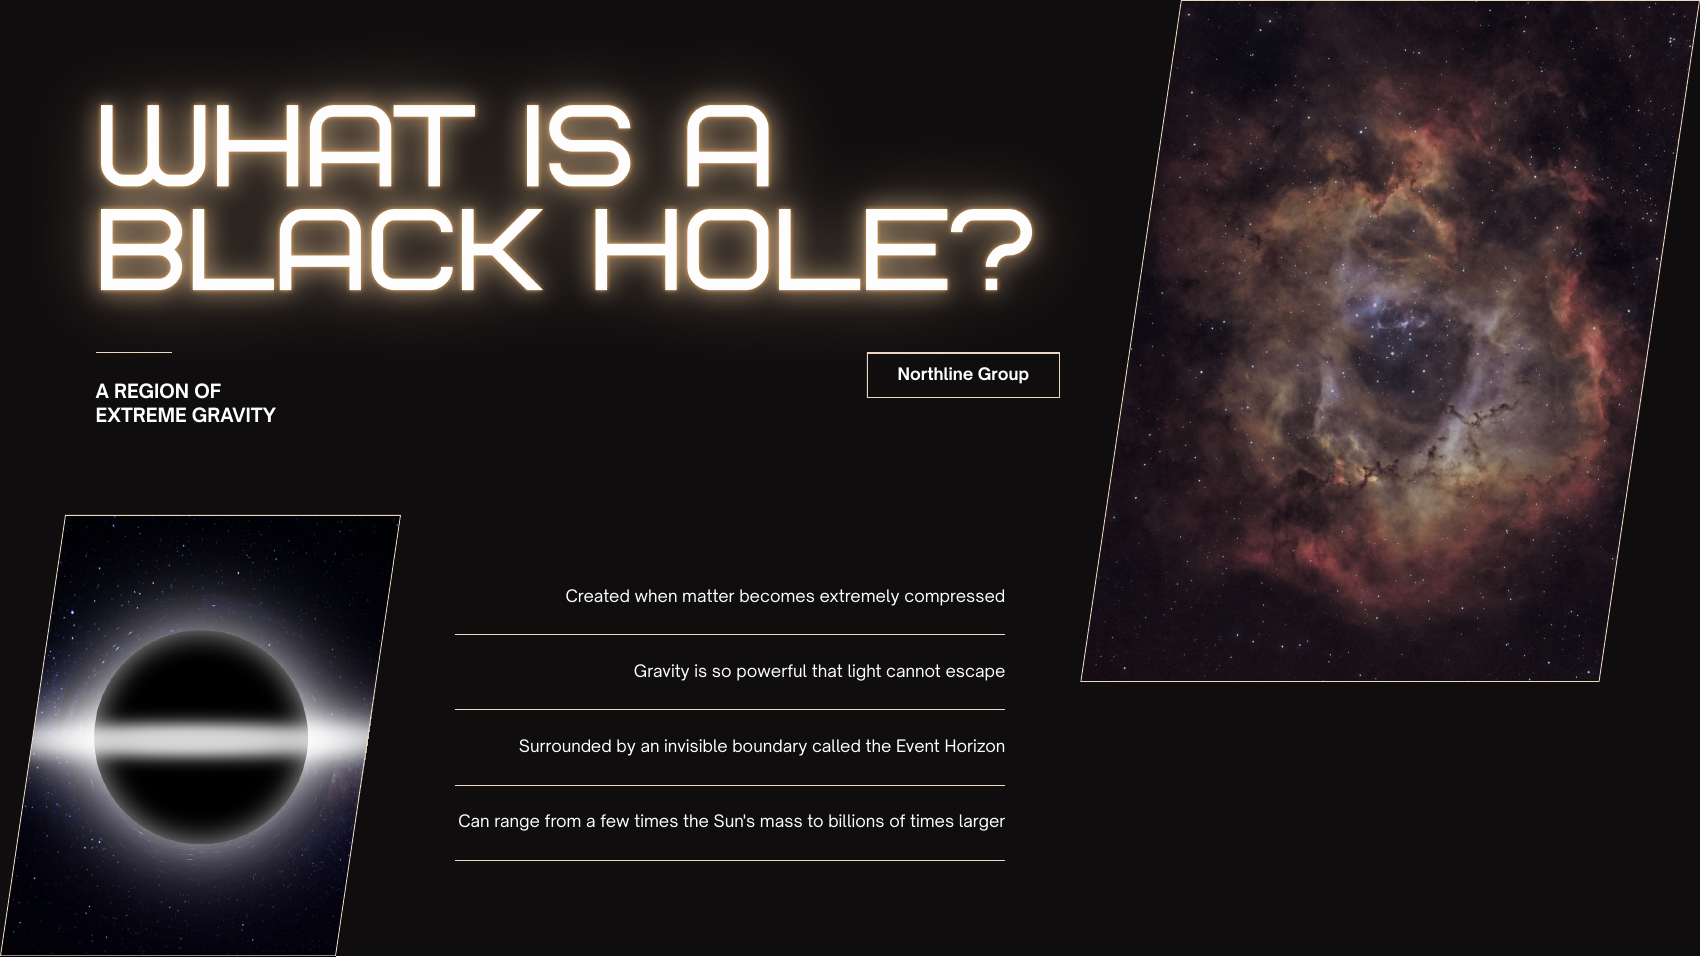 WHAT IS A
BLACK HOLE?
A REGION OF
EXTREME GRAVITY
Northline Group
Created when matter becomes extremely compressed
Gravity is so powerful that light cannot escape
Surrounded by an invisible boundary called the Event Horizon
Can range from a few times the Sun's mass to billions of times larger